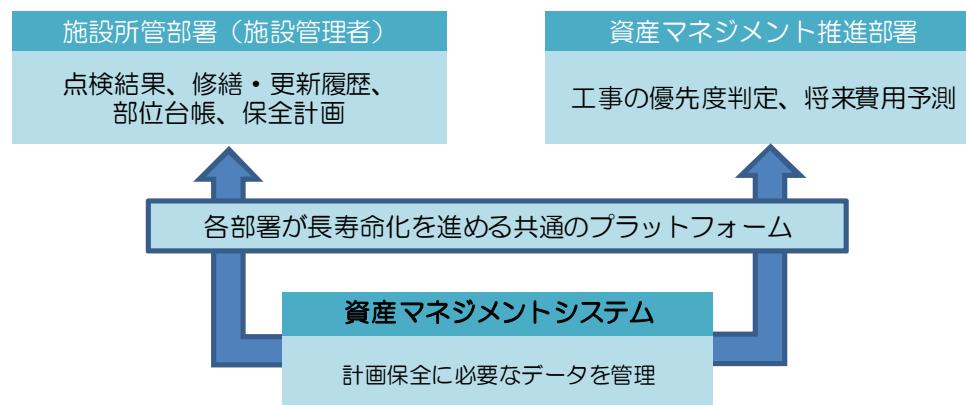 施設所管部署（施設管理者）
点検結果、修繕・更新履歴、
部位台帳、保全計画
資産マネジメント推進部署
工事の優先度判定、将来費用予測
各部署が長寿命化を進める共通のプラットフォーム
資産マネジメントシステム
計画保全に必要なデータを管理